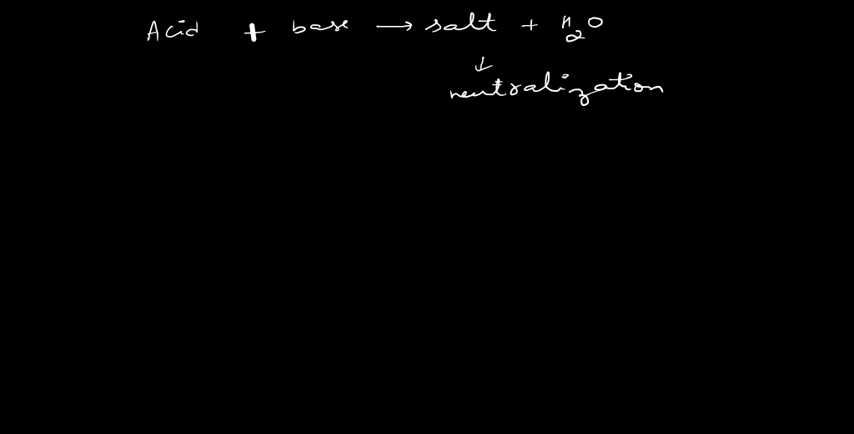 Acid + base → salt + H₂O
↓
neutralization